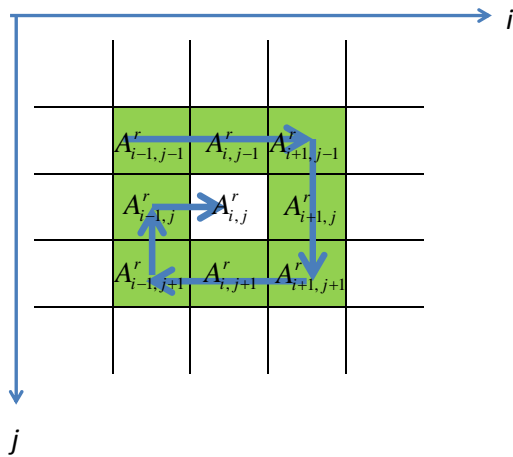 i
A^r_{i-1,j-1} A^r_{i,j-1} A^r_{i+1,j-1}
A^r_{i-1,j} A^r_{i,j} A^r_{i+1,j}
A^r_{i-1,j+1} A^r_{i,j+1} A^r_{i+1,j+1}
j